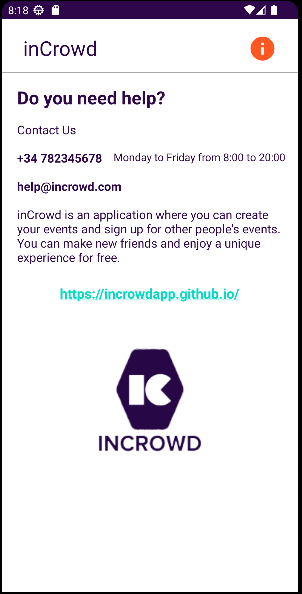 8:18
inCrowd
Do you need help?
Contact Us
+34 782345678 Monday to Friday from 8:00 to 20:00
help@incrowd.com
inCrowd is an application where you can create
your events and sign up for other people's events.
You can make new friends and enjoy a unique
experience for free.
https://incrowdapp.github.io/
IC
INCROWD